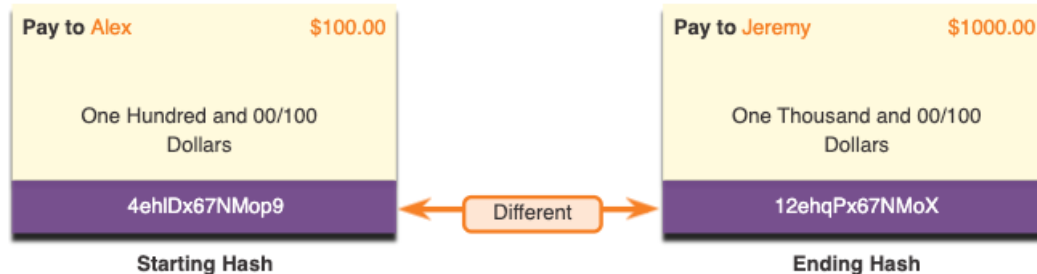 Pay to Alex $100.00
One Hundred and 00/100
Dollars
4ehlDx67NMop9
Starting Hash
Different
Pay to Jeremy $1000.00
One Thousand and 00/100
Dollars
12ehqPx67NMoX
Ending Hash